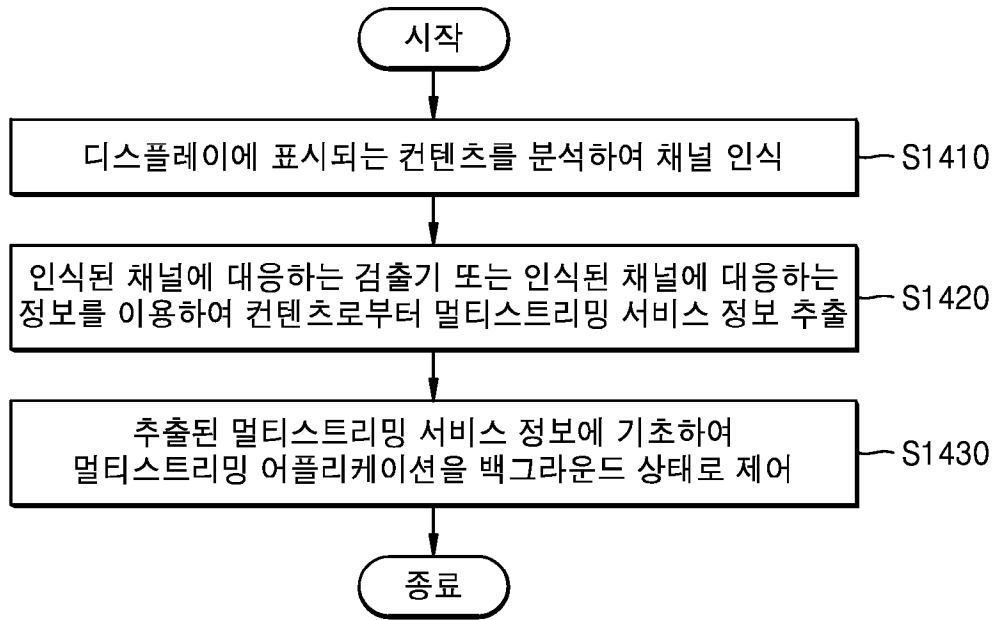 시작
디스플레이에 표시되는 컨텐츠를 분석하여 채널 인식
S1410
인식된 채널에 대응하는 검출기 또는 인식된 채널에 대응하는
정보를 이용하여 컨텐츠로부터 멀티스트리밍 서비스 정보 추출
S1420
추출된 멀티스트리밍 서비스 정보에 기초하여
멀티스트리밍 어플리케이션을 백그라운드 상태로 제어
S1430
종료